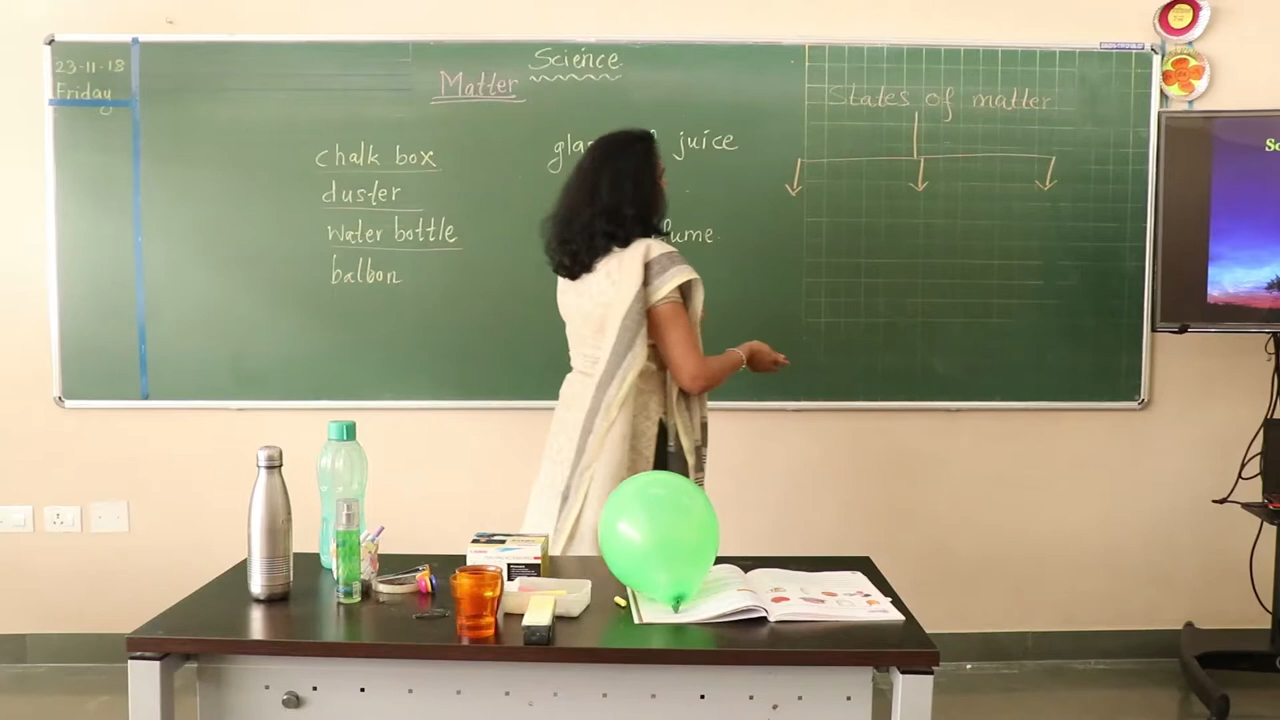 23-11-18
Friday
Science
Matter
chalk box
duster
water bottle
balloon
juice
States of matter